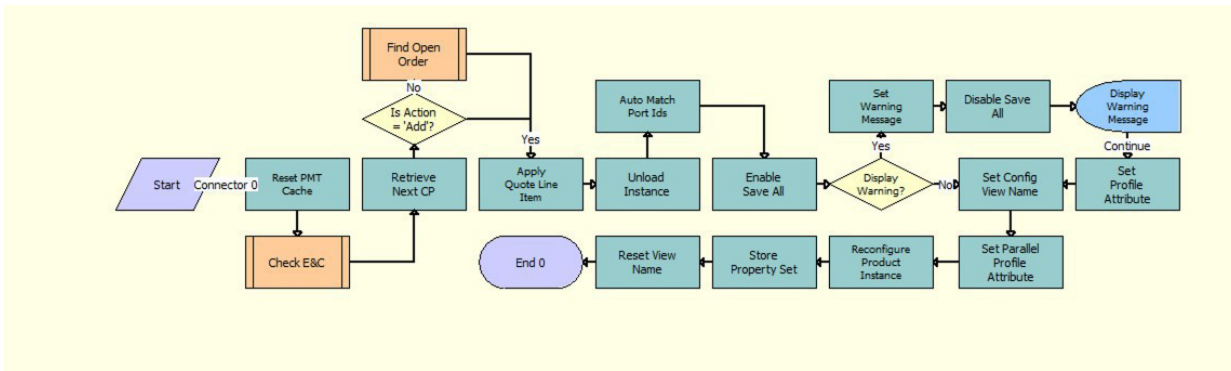 Find Open
Order
No
Is Action
= 'Add'?
Yes
Start
Connector 0
Reset PMT
Cache
Retrieve
Next CP
Check E&C
Apply
Quote Line
Item
Auto Match
Port Ids
Unload
Instance
Enable
Save All
Set
Warning
Message
Yes
Display
Warning?
No
Disable Save
All
Display
Warning
Message
Continue
Set Config
View Name
Set
Profile
Attribute
End 0
Reset View
Name
Store
Property Set
Reconfigure
Product
Instance
Set Parallel
Profile
Attribute